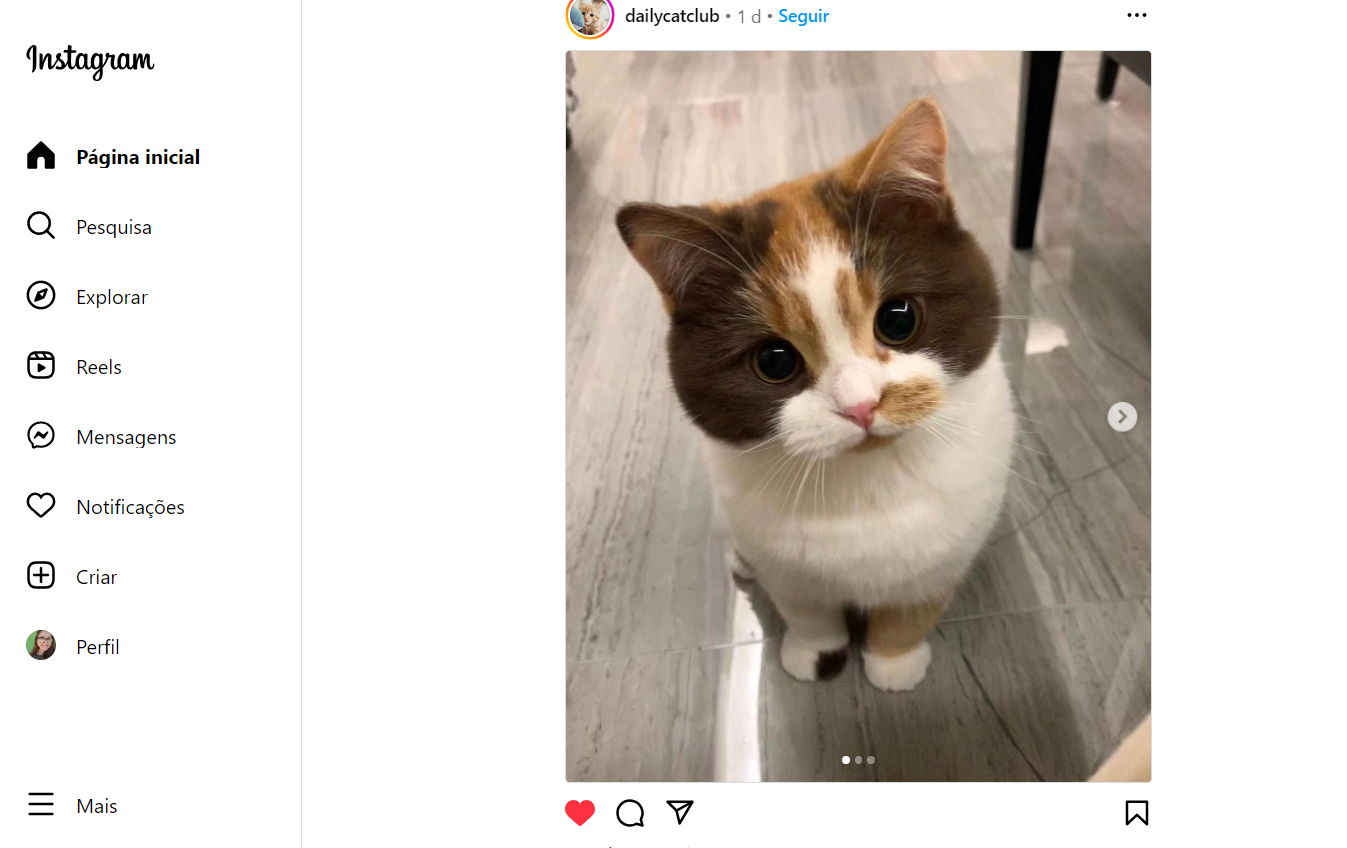 Instagram
Página inicial
Pesquisa
Explorar
Reels
Mensagens
Notificações
Criar
Perfil
Mais
dailycatclub • 1 d • Seguir